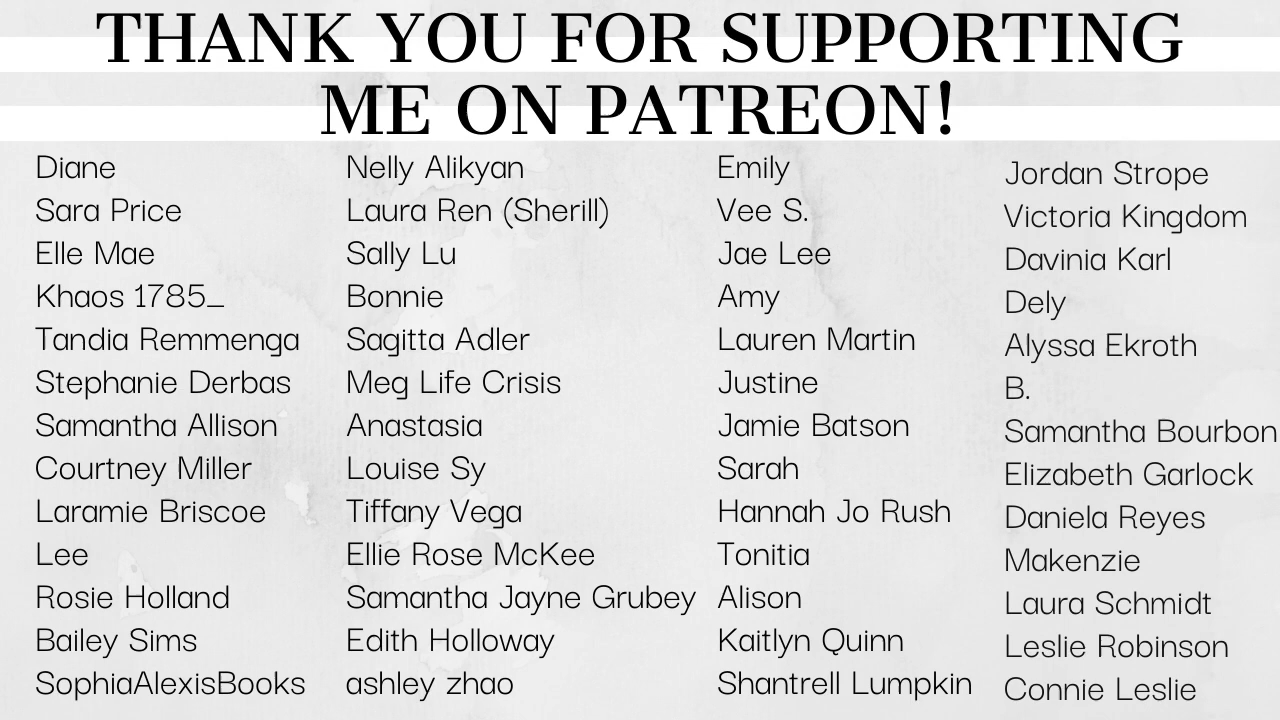 THANK YOU FOR SUPPORTING
ME ON PATREON!
Diane
Sara Price
Elle Mae
Khaos 1785_
Tandia Remmenga
Stephanie Derbas
Samantha Allison
Courtney Miller
Laramie Briscoe
Lee
Rosie Holland
Bailey Sims
SophiaAlexisBooks
Nelly Alikyan
Laura Ren (Sherill)
Sally Lu
Bonnie
Sagitta Adler
Meg Life Crisis
Anastasia
Louise Sy
Tiffany Vega
Ellie Rose McKee
Samantha Jayne Grubey
Edith Holloway
ashley zhao
Emily
Vee S.
Jae Lee
Amy
Lauren Martin
Justine
Jamie Batson
Sarah
Hannah Jo Rush
Tonitia
Alison
Kaitlyn Quinn
Shantrell Lumpkin
Jordan Strope
Victoria Kingdom
Davinia Karl
Dely
Alyssa Ekroth
B.
Samantha Bourbon
Elizabeth Garlock
Daniela Reyes
Makenzie
Laura Schmidt
Leslie Robinson
Connie Leslie